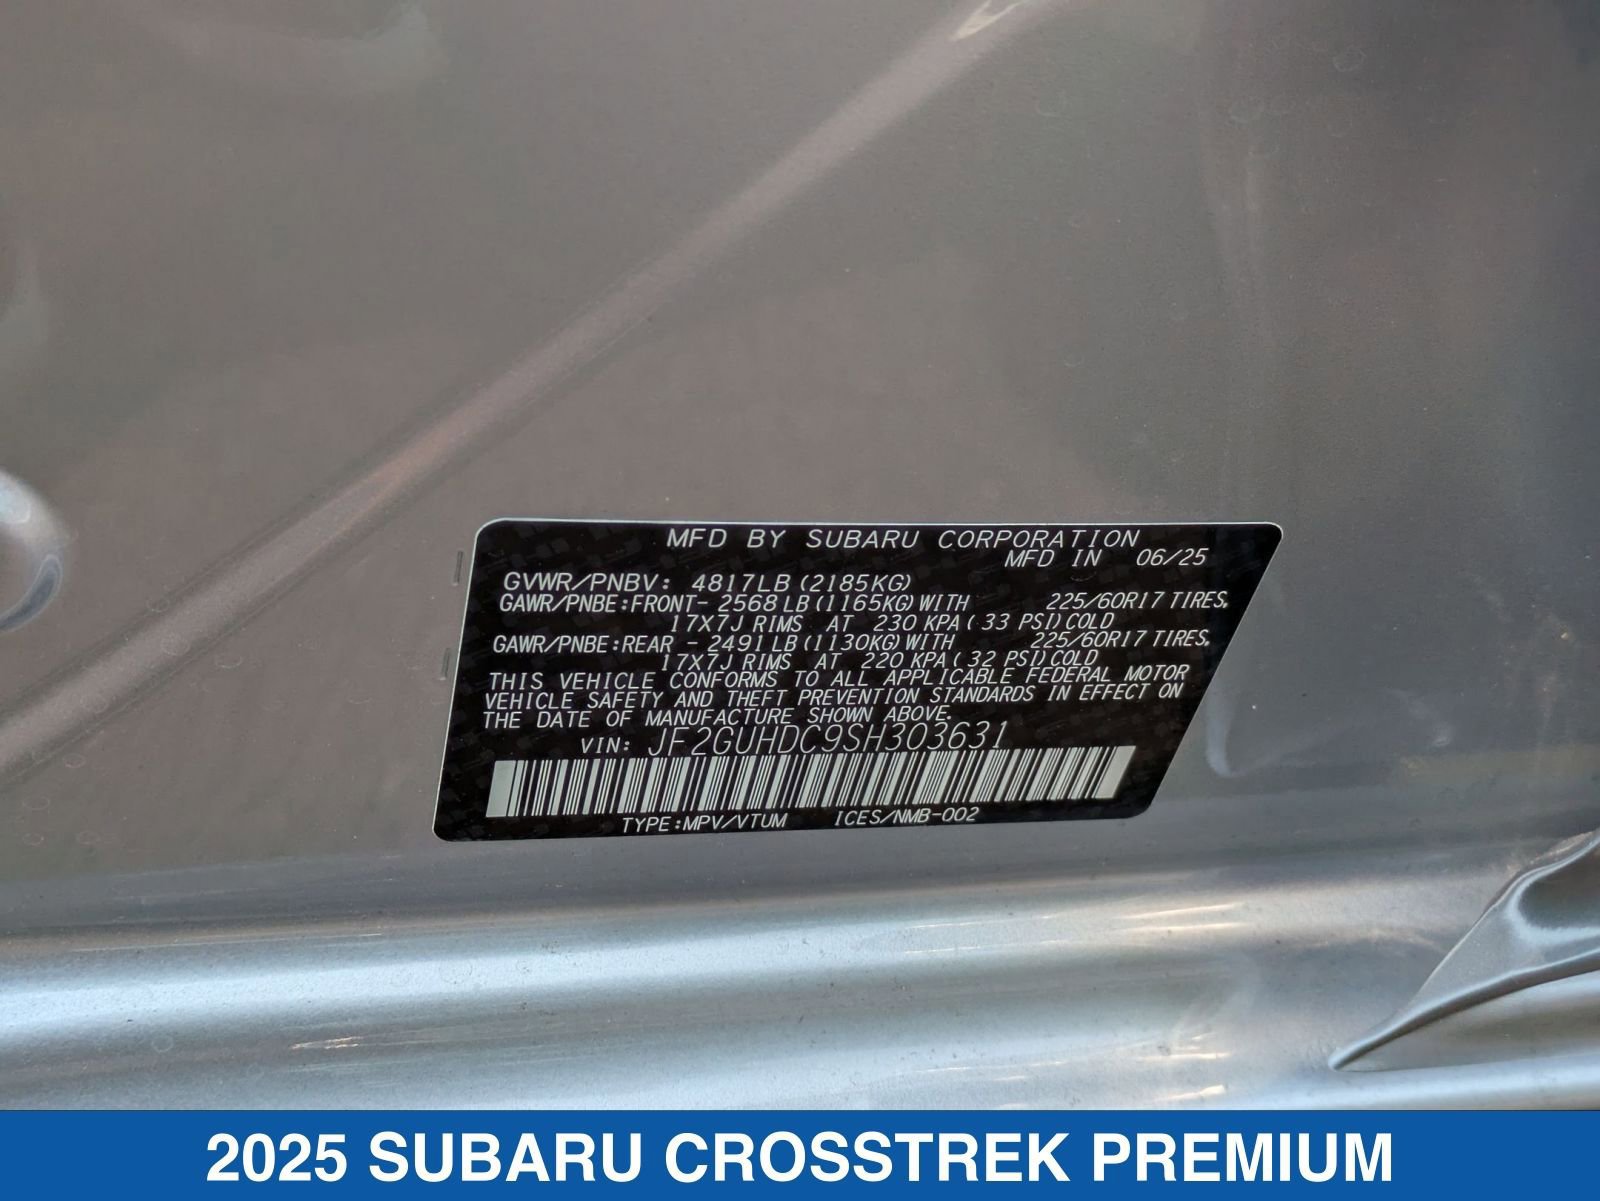 MFD BY SUBARU CORPORATION
MFD IN 06/25
GVWR/PNBV: 4817LB (2185KG)
GAWR/PNBE:FRONT- 2568LB (1165KG) WITH 225/60R17 TIRES,
17X7J RIMS AT 230 KPA ( 33 PSI) COLD
GAWR/PNBE:REAR - 2491LB (1130KG) WITH 225/60R17 TIRES,
17X7J RIMS AT 220 KPA ( 32 PSI) COLD
THIS VEHICLE CONFORMS TO ALL APPLICABLE FEDERAL MOTOR
VEHICLE SAFETY AND THEFT PREVENTION STANDARDS IN EFFECT ON
THE DATE OF MANUFACTURE SHOWN ABOVE.
VIN: JF2GUHDC9SH303631
TYPE:MPV/VTUM ICES/NMB-002
2025 SUBARU CROSSTREK PREMIUM